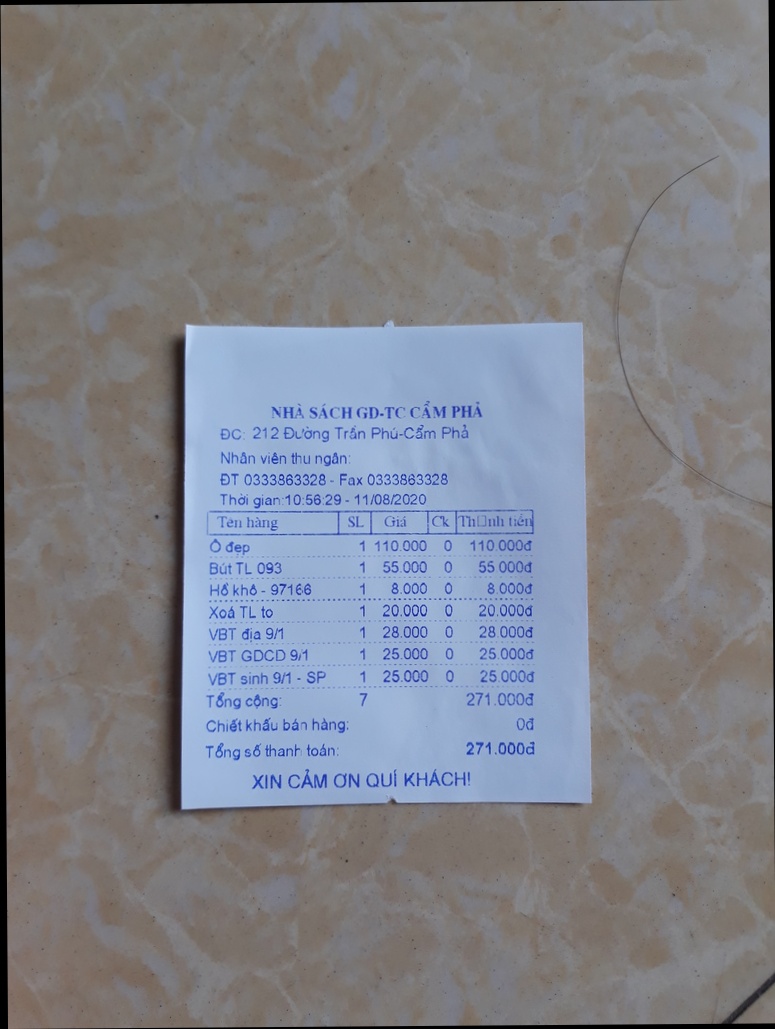 NHÀ SÁCH GD-TC CẨM PHẢ
ĐC: 212 Đường Trần Phú-Cẩm Phả
Nhân viên thu ngân:
ĐT 0333863328 - Fax 0333863328
Thời gian:10:56:29 - 11/08/2020
Tên hàng SL Giá Ck Th□nh tiền
Ô đẹp 1 110.000 0 110.000đ
Bút TL 093 1 55.000 0 55.000đ
Hồ khô - 97166 1 8.000 0 8.000đ
Xoá TL to 1 20.000 0 20.000đ
VBT địa 9/1 1 28.000 0 28.000đ
VBT GDCD 9/1 1 25.000 0 25.000đ
VBT sinh 9/1 - SP 1 25.000 0 25.000đ
Tổng cộng: 7 271.000đ
Chiết khấu bán hàng: 0đ
Tổng số thanh toán: 271.000đ
XIN CẢM ƠN QUÍ KHÁCH!